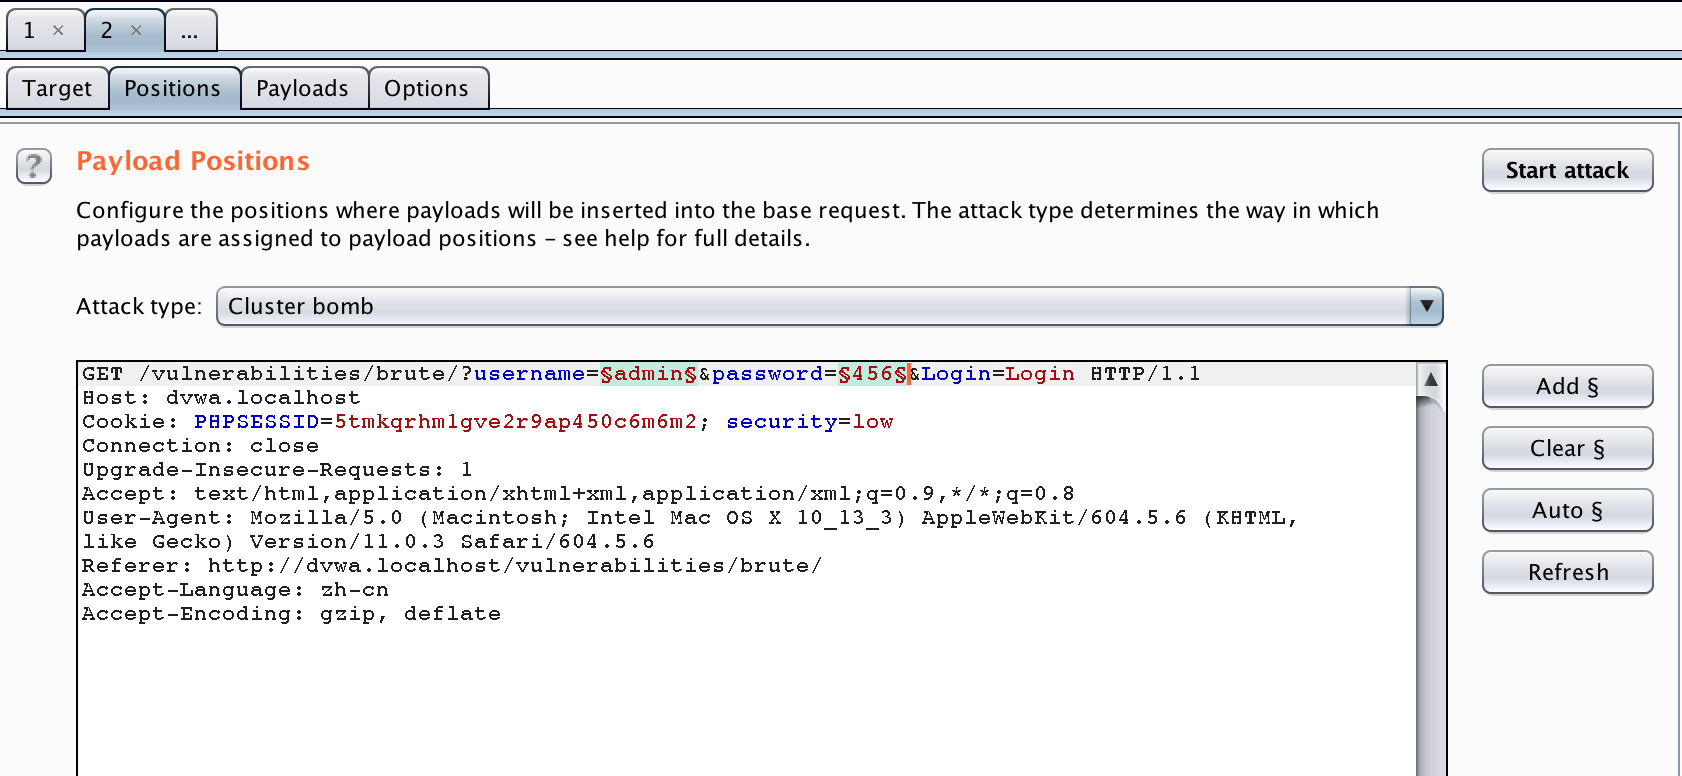 1 × 2 × ...
Target Positions Payloads Options
? Payload Positions Start attack
Configure the positions where payloads will be inserted into the base request. The attack type determines the way in which
payloads are assigned to payload positions – see help for full details.
Attack type: Cluster bomb ▼
GET /vulnerabilities/brute/?username=§admin§&password=§456§&Login=Login HTTP/1.1
Host: dvwa.localhost
Cookie: PHPSESSID=5tmkqrhm1gve2r9ap450c6m6m2; security=low
Connection: close
Upgrade-Insecure-Requests: 1
Accept: text/html,application/xhtml+xml,application/xml;q=0.9,*/*;q=0.8
User-Agent: Mozilla/5.0 (Macintosh; Intel Mac OS X 10_13_3) AppleWebKit/604.5.6 (KHTML,
like Gecko) Version/11.0.3 Safari/604.5.6
Referer: http://dvwa.localhost/vulnerabilities/brute/
Accept-Language: zh-cn
Accept-Encoding: gzip, deflate
Add §
Clear §
Auto §
Refresh